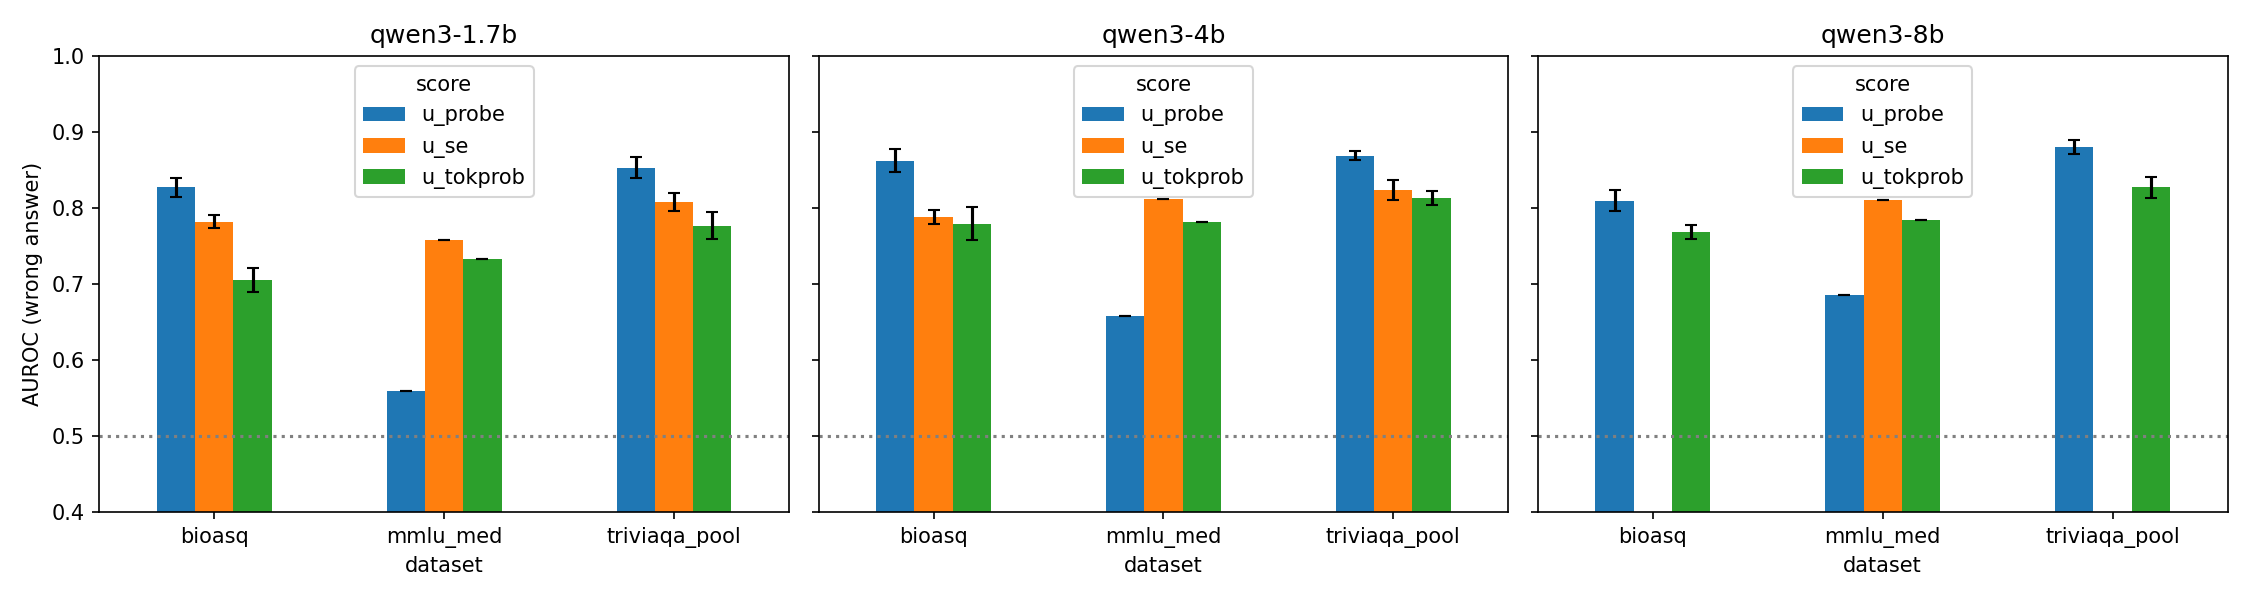 qwen3-1.7b
AUROC (wrong answer)
1.0
0.9
0.8
0.7
0.6
0.5
0.4
score
u_probe
u_se
u_tokprob
bioasq
mmlu_med
triviaqa_pool
dataset
qwen3-4b
score
u_probe
u_se
u_tokprob
bioasq
mmlu_med
triviaqa_pool
dataset
qwen3-8b
score
u_probe
u_se
u_tokprob
bioasq
mmlu_med
triviaqa_pool
dataset